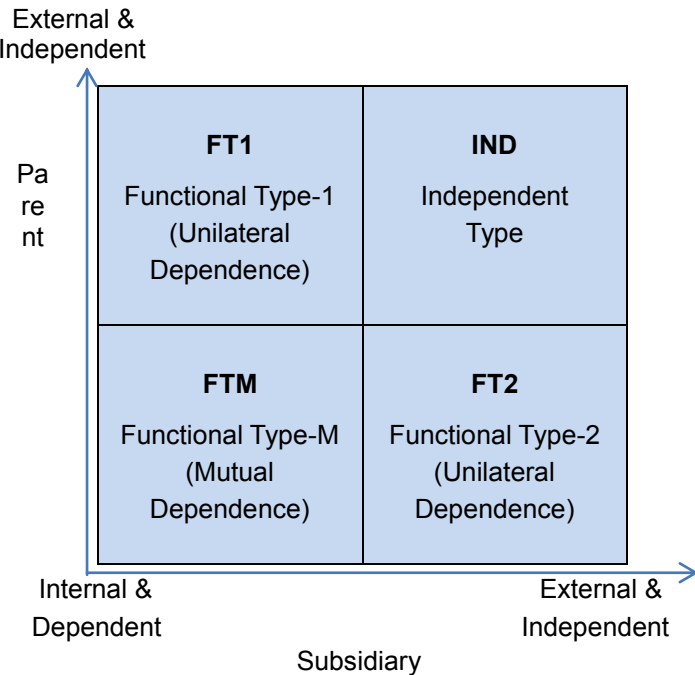 External &
Independent
Pa
re
nt
FT1
Functional Type-1
(Unilateral
Dependence)
IND
Independent
Type
FTM
Functional Type-M
(Mutual
Dependence)
FT2
Functional Type-2
(Unilateral
Dependence)
Internal &
Dependent
External &
Independent
Subsidiary